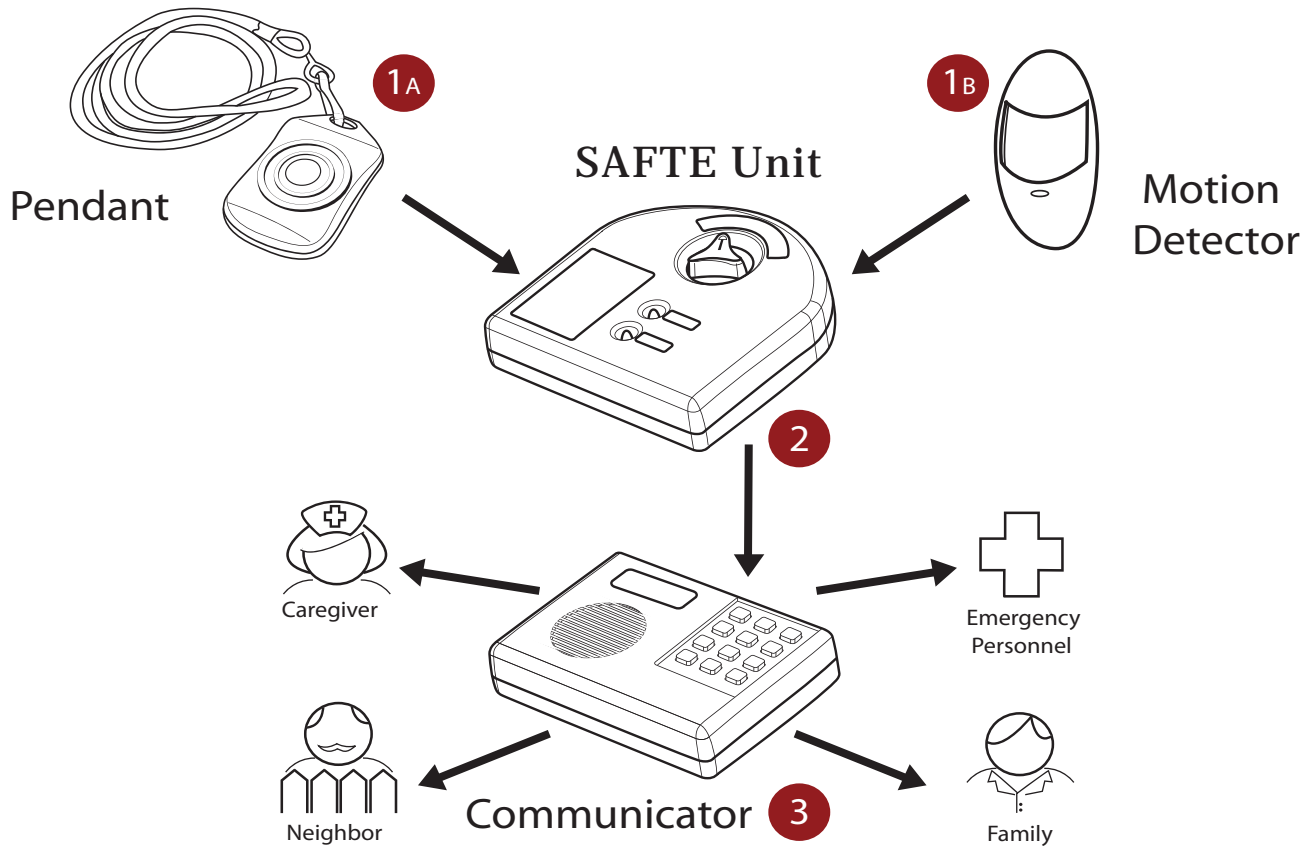 1A
1B
SAFTE Unit
Pendant
Motion
Detector
2
Caregiver
Emergency
Personnel
Neighbor
Communicator
3
Family